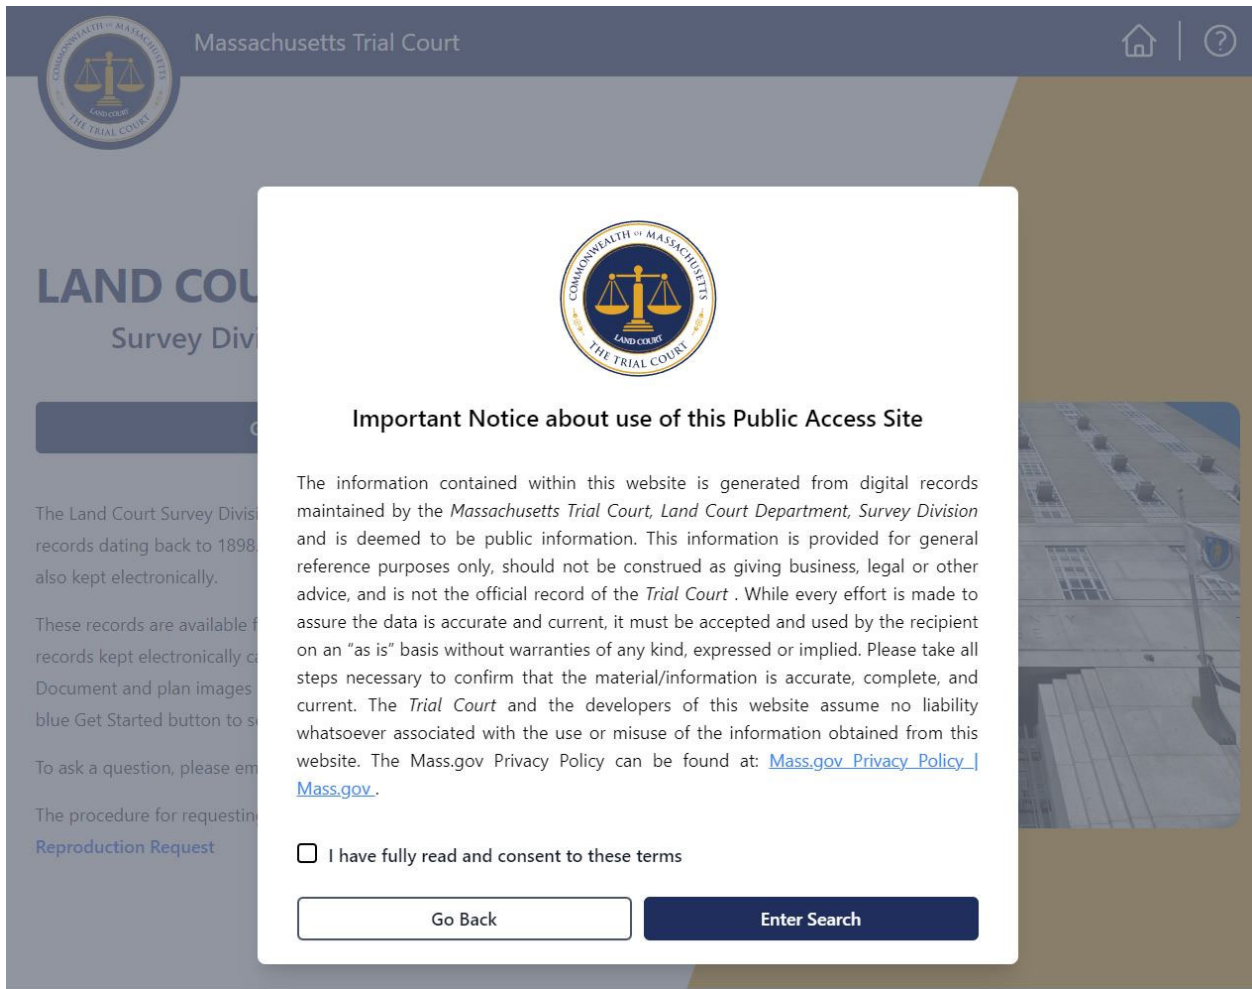 Massachusetts Trial Court
COMMONWEALTH OF MASSACHUSETTS
LAND COURT
THE TRIAL COURT
?
LAND COU
Survey Divi
The Land Court Survey Divisi
records dating back to 1898.
also kept electronically.
These records are available f
records kept electronically ca
Document and plan images
blue Get Started button to s
To ask a question, please em
The procedure for requestin
Reproduction Request
COMMONWEALTH OF MASSACHUSETTS
LAND COURT
THE TRIAL COURT
Important Notice about use of this Public Access Site
The information contained within this website is generated from digital records
maintained by the Massachusetts Trial Court, Land Court Department, Survey Division
and is deemed to be public information. This information is provided for general
reference purposes only, should not be construed as giving business, legal or other
advice, and is not the official record of the Trial Court . While every effort is made to
assure the data is accurate and current, it must be accepted and used by the recipient
on an "as is" basis without warranties of any kind, expressed or implied. Please take all
steps necessary to confirm that the material/information is accurate, complete, and
current. The Trial Court and the developers of this website assume no liability
whatsoever associated with the use or misuse of the information obtained from this
website. The Mass.gov Privacy Policy can be found at: Mass.gov Privacy Policy |
Mass.gov .
I have fully read and consent to these terms
Go Back
Enter Search